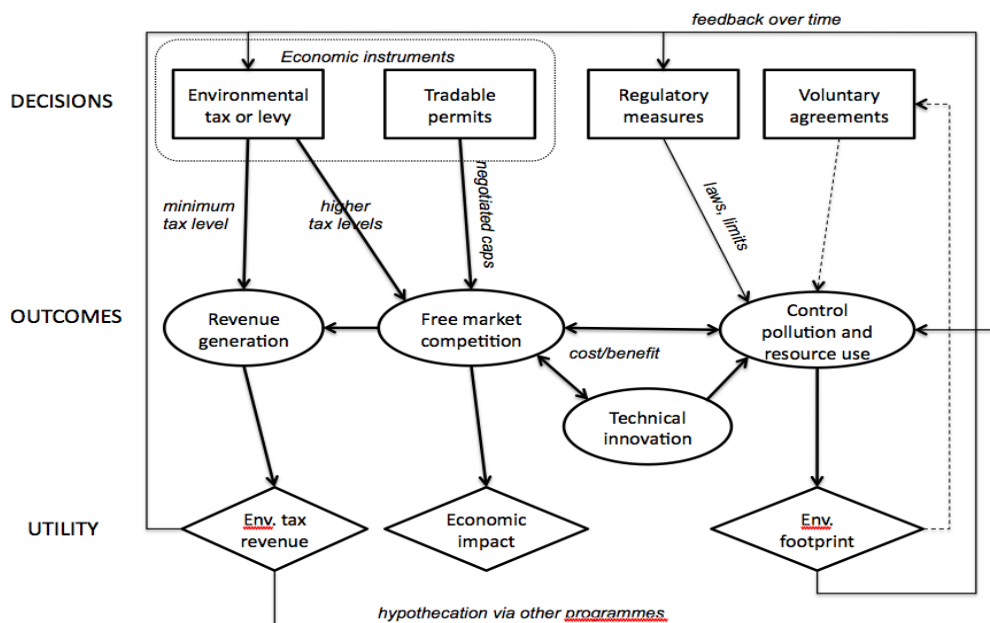 feedback over time
Economic instruments
DECISIONS
Environmental
tax or levy
Tradable
permits
Regulatory
measures
Voluntary
agreements
minimum
tax level
higher
tax levels
negotiated caps
laws, limits
OUTCOMES
Revenue
generation
Free market
competition
Control
pollution and
resource use
cost/benefit
Technical
innovation
UTILITY
Env. tax
revenue
Economic
impact
Env.
footprint
hypothecation via other programmes